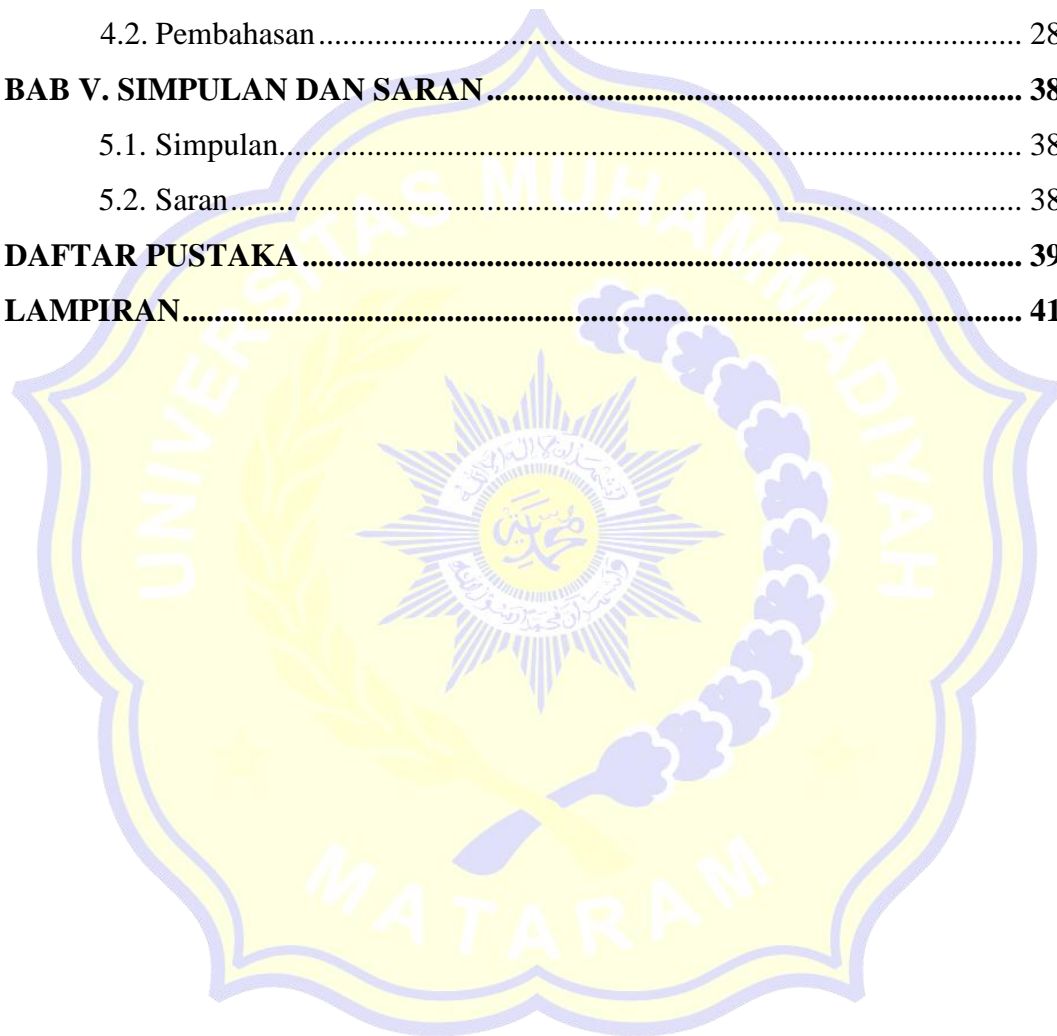 4.2. Pembahasan.......................................................................................... 28
BAB V. SIMPULAN DAN SARAN.................................................................... 38
5.1. Simpulan.............................................................................................. 38
5.2. Saran.................................................................................................... 38
DAFTAR PUSTAKA........................................................................................... 39
LAMPIRAN.......................................................................................................... 41
UNIVERSITAS MUHAMMADIYAH
MATARAM